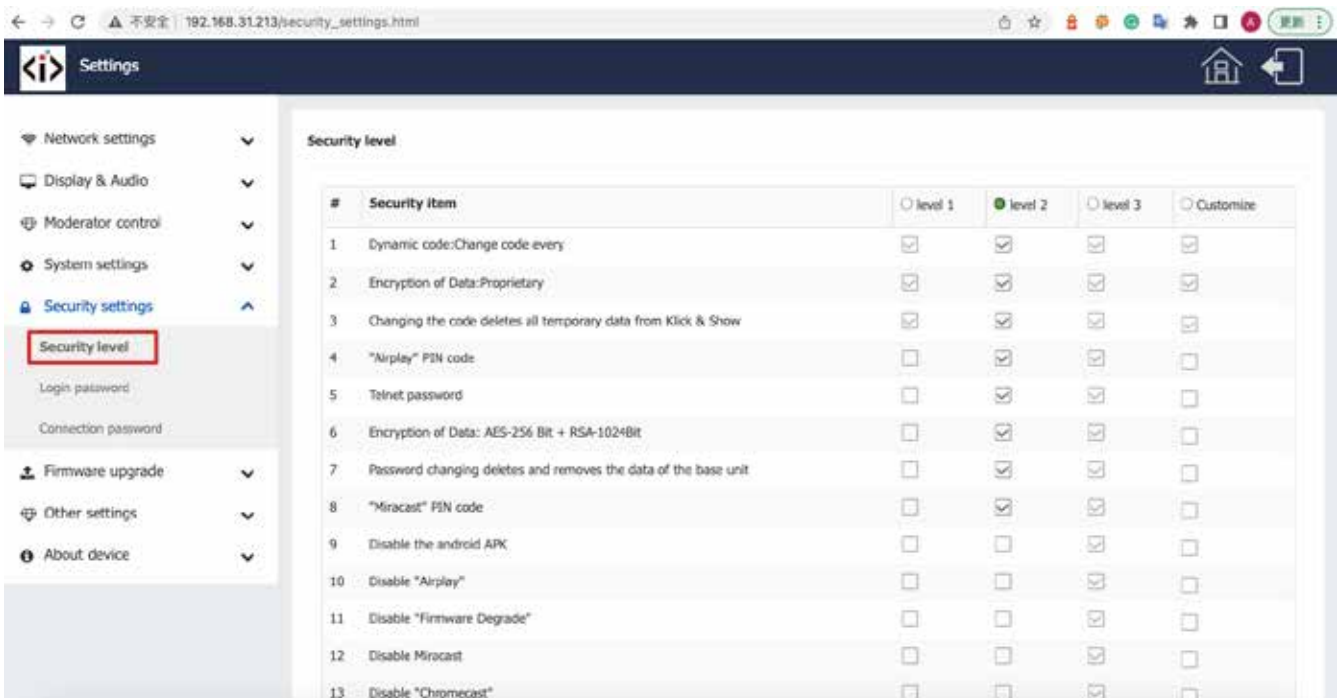 不安全 192.168.31.213/security_settings.html 更新
<i> Settings
Network settings
Display & Audio
Moderator control
System settings
Security settings
Security level
Login password
Connection password
Firmware upgrade
Other settings
About device
Security level
# Security item level 1 level 2 level 3 Customize
1 Dynamic code:Change code every
2 Encryption of Data:Proprietary
3 Changing the code deletes all temporary data from Klick & Show
4 "Airplay" PIN code
5 Telnet password
6 Encryption of Data: AES-256 Bit + RSA-1024Bit
7 Password changing deletes and removes the data of the base unit
8 "Miracast" PIN code
9 Disable the android APK
10 Disable "Airplay"
11 Disable "Firmware Degrade"
12 Disable Miracast
13 Disable "Chromecast"